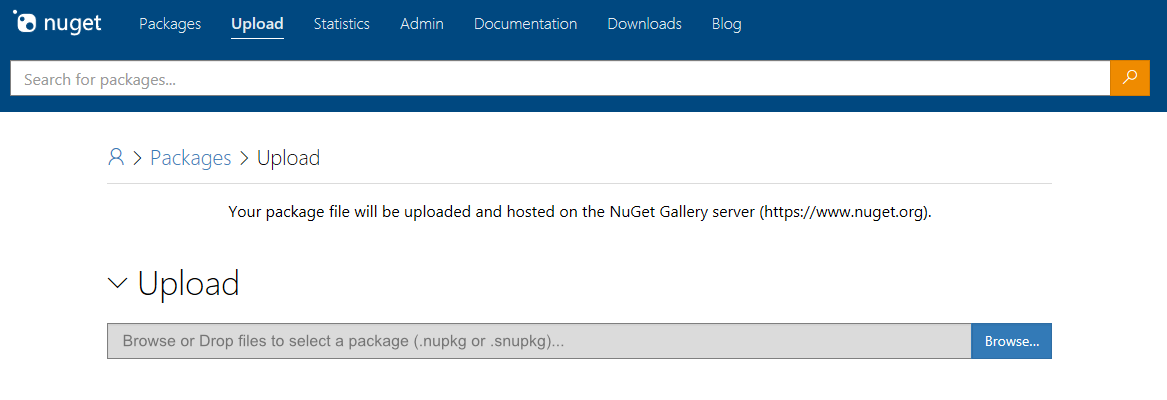 nuget Packages Upload Statistics Admin Documentation Downloads Blog
Search for packages...
Packages Upload
Your package file will be uploaded and hosted on the NuGet Gallery server (https://www.nuget.org).
Upload
Browse or Drop files to select a package (.nupkg or .snupkg)... Browse...